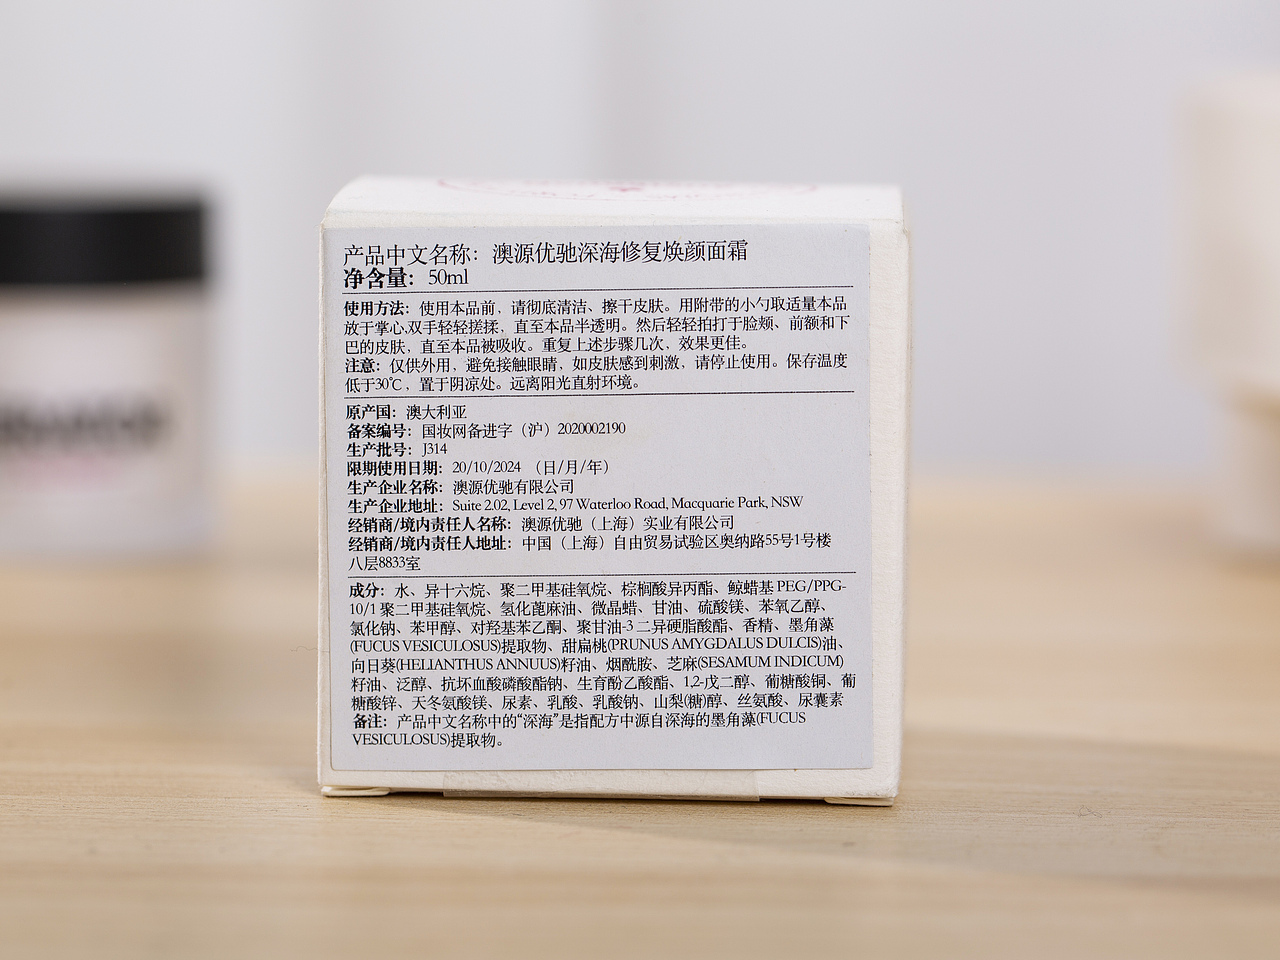 产品中文名称：澳源优驰深海修复焕颜面霜
净含量：50ml
使用方法：使用本品前，请彻底清洁、擦干皮肤。用附带的小勺取适量本品
放于掌心,双手轻轻搓揉，直至本品半透明。然后轻轻拍打于脸颊、前额和下
巴的皮肤，直至本品被吸收。重复上述步骤几次，效果更佳。
注意：仅供外用，避免接触眼睛，如皮肤感到刺激，请停止使用。保存温度
低于30℃，置于阴凉处。远离阳光直射环境。
原产国：澳大利亚
备案编号：国妆网备进字（沪）2020002190
生产批号：J314
限期使用日期：20/10/2024 （日/月/年）
生产企业名称：澳源优驰有限公司
生产企业地址：Suite 2.02, Level 2, 97 Waterloo Road, Macquarie Park, NSW
经销商/境内责任人名称：澳源优驰（上海）实业有限公司
经销商/境内责任人地址：中国（上海）自由贸易试验区奥纳路55号1号楼
八层8833室
成分：水、异十六烷、聚二甲基硅氧烷、棕榈酸异丙酯、鲸蜡基 PEG/PPG-
10/1 聚二甲基硅氧烷、氢化蓖麻油、微晶蜡、甘油、硫酸镁、苯氧乙醇、
氯化钠、苯甲醇、对羟基苯乙酮、聚甘油-3 二异硬脂酸酯、香精、墨角藻
(FUCUS VESICULOSUS)提取物、甜扁桃(PRUNUS AMYGDALUS DULCIS)油、
向日葵(HELIANTHUS ANNUUS)籽油、烟酰胺、芝麻(SESAMUM INDICUM)
籽油、泛醇、抗坏血酸磷酸酯钠、生育酚乙酸酯、1,2-戊二醇、葡糖酸铜、葡
糖酸锌、天冬氨酸镁、尿素、乳酸、乳酸钠、山梨(糖)醇、丝氨酸、尿囊素
备注：产品中文名称中的“深海”是指配方中源自深海的墨角藻(FUCUS
VESICULOSUS)提取物。